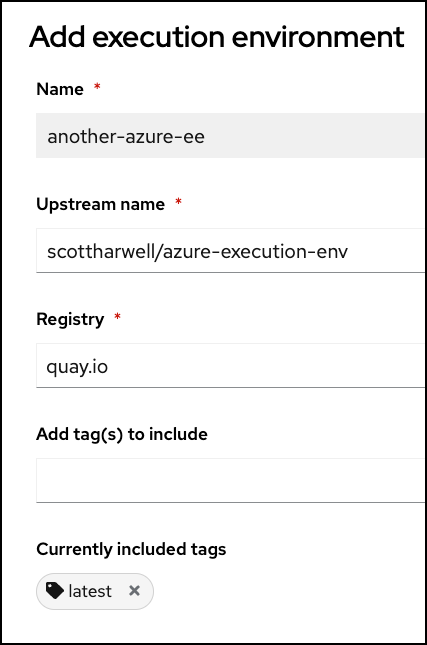 Add execution environment
Name *
another-azure-ee
Upstream name *
scottharwell/azure-execution-env
Registry *
quay.io
Add tag(s) to include
Currently included tags
latest ×